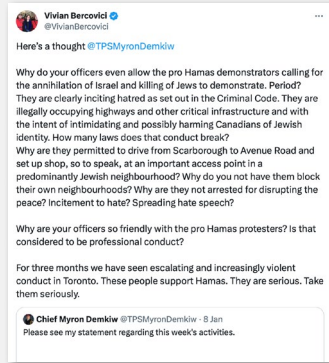 Vivian Bercovici
@VivianBercovici
Here's a thought @TPSMyronDemkiw
Why do your officers even allow the pro Hamas demonstrators calling for
the annihilation of Israel and killing of Jews to demonstrate. Period?
They are clearly inciting hatred as set out in the Criminal Code. They are
illegally occupying highways and other critical infrastructure and with
the intent of intimidating and possibly harming Canadians of Jewish
identity. How many laws does that conduct break?
Why are they permitted to drive from Scarborough to Avenue Road and
set up shop, so to speak, at an important access point in a
predominantly Jewish neighbourhood? Why do you not have them block
their own neighbourhoods? Why are they not arrested for disrupting the
peace? Incitement to hate? Spreading hate speech?
Why are your officers so friendly with the pro Hamas protesters? Is that
considered to be professional conduct?
For three months we have seen escalating and increasingly violent
conduct in Toronto. These people support Hamas. They are serious. Take
them seriously.
Chief Myron Demkiw @TPSMyronDemkiw · 8 Jan
Please see my statement regarding this week's activities.